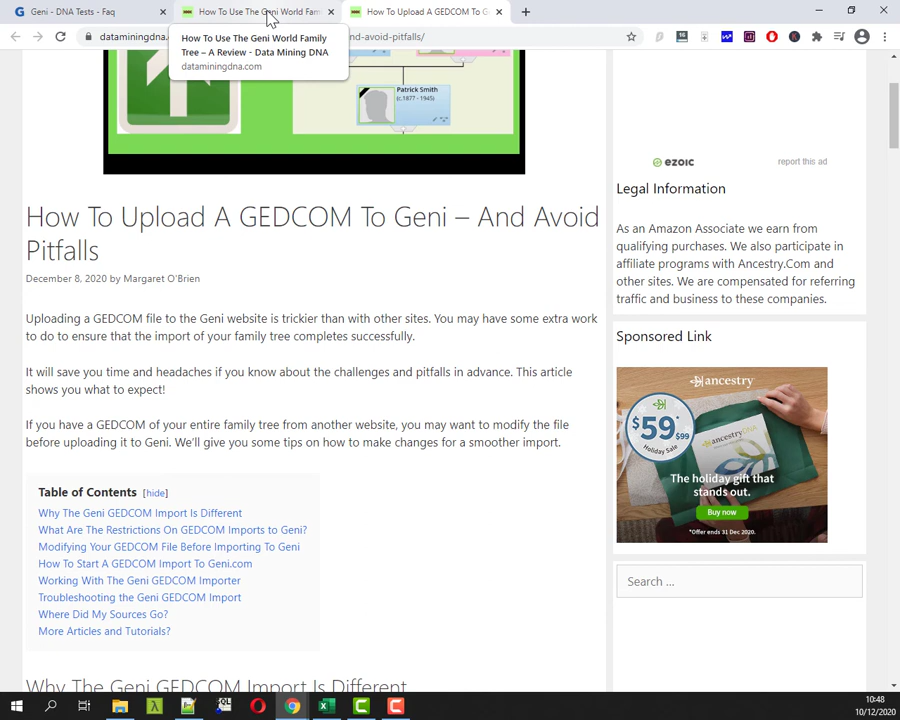 Geni - DNA Tests - Faq
How To Use The Geni World Fam
How To Upload A GEDCOM To Ge
dataminingdna.
nd-avoid-pitfalls/
How To Use The Geni World Family
Tree – A Review - Data Mining DNA
dataminingdna.com
Patrick Smith
(c.1877 - 1945)
ezoic
report this ad
Legal Information
As an Amazon Associate we earn from
qualifying purchases. We also participate in
affiliate programs with Ancestry.Com and
other sites. We are compensated for referring
traffic and business to these companies.
How To Upload A GEDCOM To Geni – And Avoid
Pitfalls
December 8, 2020 by Margaret O'Brien
Uploading a GEDCOM file to the Geni website is trickier than with other sites. You may have some extra work
to do to ensure that the import of your family tree completes successfully.
It will save you time and headaches if you know about the challenges and pitfalls in advance. This article
shows you what to expect!
If you have a GEDCOM of your entire family tree from another website, you may want to modify the file
before uploading it to Geni. We'll give you some tips on how to make changes for a smoother import.
Sponsored Link
ancestry
$59*
$99
Holiday Sale
ancestryDNA
The holiday gift that
stands out.
Buy now
*Offer ends 31 Dec 2020.
Table of Contents [hide]
Why The Geni GEDCOM Import Is Different
What Are The Restrictions On GEDCOM Imports to Geni?
Modifying Your GEDCOM File Before Importing To Geni
How To Start A GEDCOM Import To Geni.com
Working With The Geni GEDCOM Importer
Troubleshooting the Geni GEDCOM Import
Where Did My Sources Go?
More Articles and Tutorials?
Search ...
Why The Geni GEDCOM Import Is Different
10:48
10/12/2020